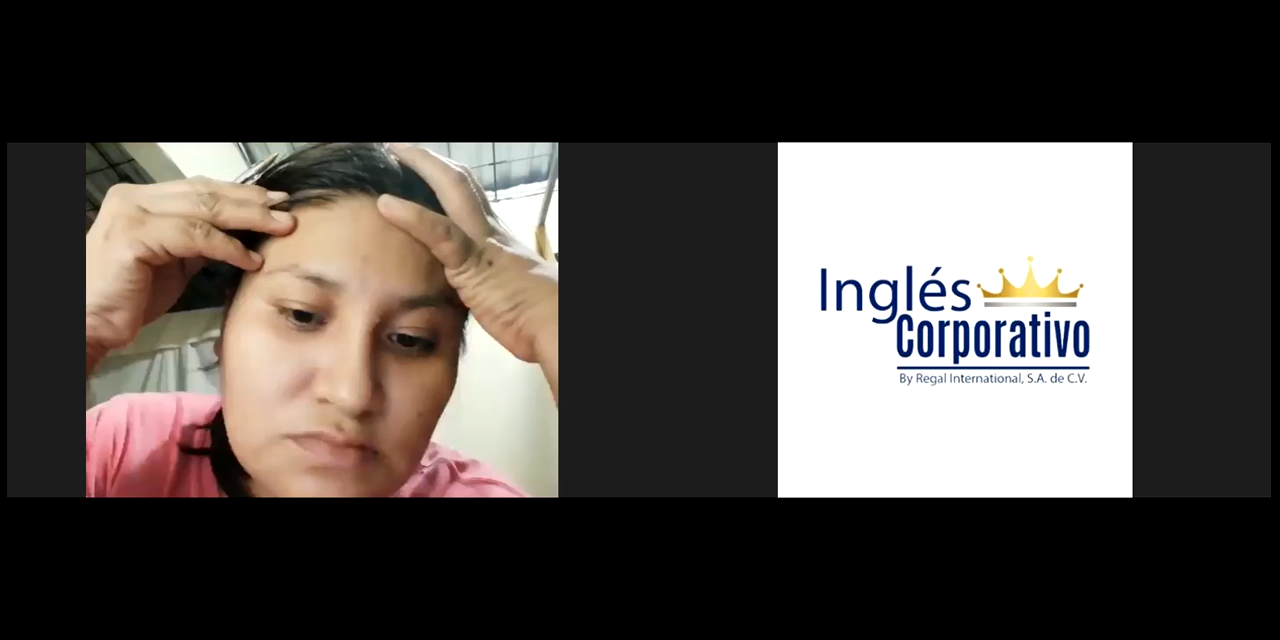 Inglés
Corporativo
By Regal International, S.A. de C.V.